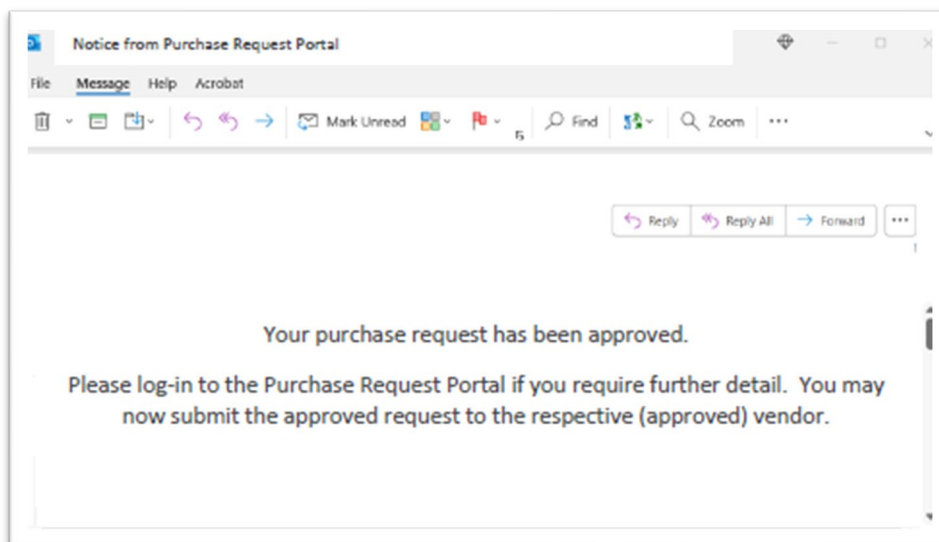 Notice from Purchase Request Portal
File Message Help Acrobat
Mark Unread Find Zoom
Reply Reply All Forward
Your purchase request has been approved.
Please log-in to the Purchase Request Portal if you require further detail. You may
now submit the approved request to the respective (approved) vendor.